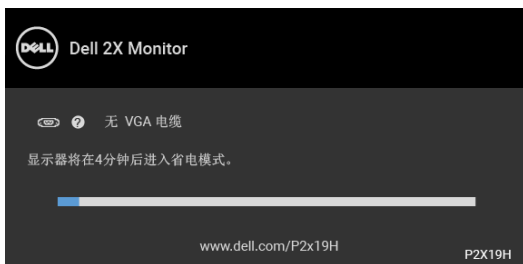 DELL Dell 2X Monitor
? 无 VGA 电缆
显示器将在4分钟后进入省电模式。
www.dell.com/P2x19H
P2X19H